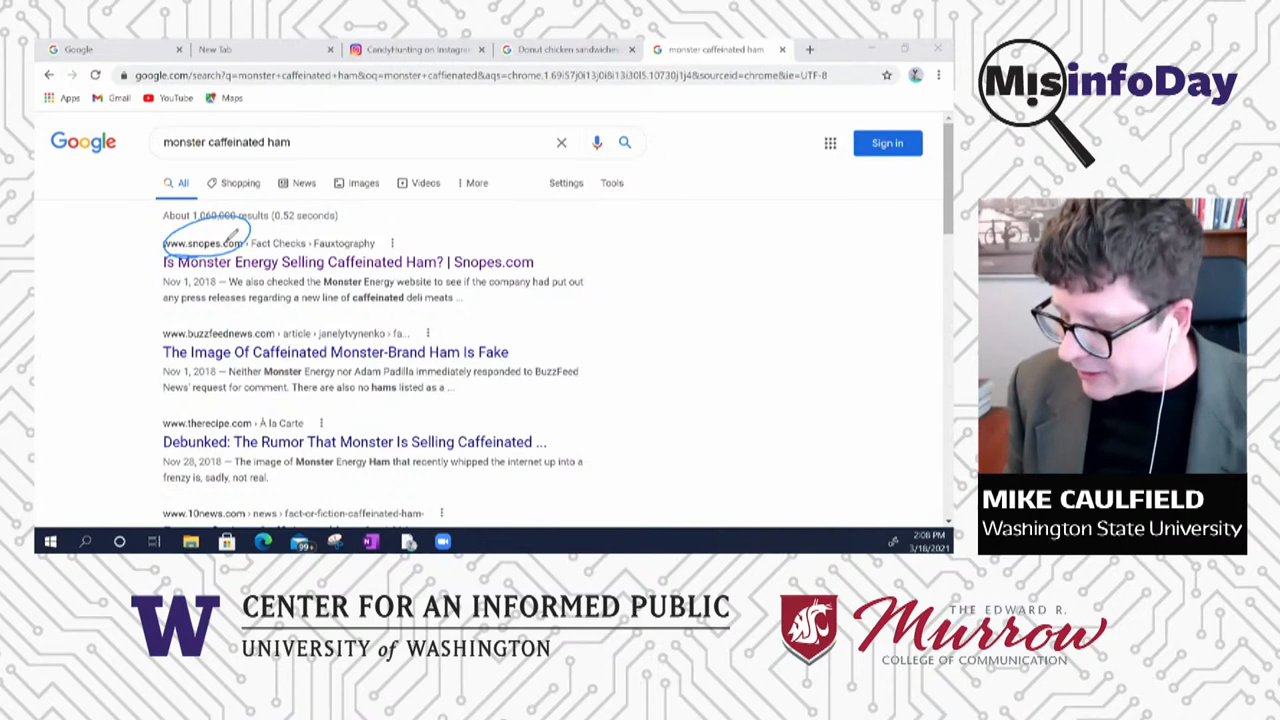 Google
New Tab
CandyHunting on Instagram
Donut chicken sandwiches
monster caffeinated ham
google.com/search?q=monster+caffeinated+ham&oq=monster+caffienated&aqs=chrome.1.69i57j0i13j0i8i13i30l5.10730j1j4&sourceid=chrome&ie=UTF-8
Apps Gmail YouTube Maps
Google
monster caffeinated ham
Sign in
All Shopping News Images Videos More Settings Tools
About 1,060,000 results (0.52 seconds)
www.snopes.com › Fact Checks › Fauxtography
Is Monster Energy Selling Caffeinated Ham? | Snopes.com
Nov 1, 2018 — We also checked the Monster Energy website to see if the company had put out
any press releases regarding a new line of caffeinated deli meats ...
www.buzzfeednews.com › article › janelytvynenko › fa...
The Image Of Caffeinated Monster-Brand Ham Is Fake
Nov 1, 2018 — Neither Monster Energy nor Adam Padilla immediately responded to BuzzFeed
News' request for comment. There are also no hams listed as a ...
www.therecipe.com › À la Carte
Debunked: The Rumor That Monster Is Selling Caffeinated ...
Nov 28, 2018 — The image of Monster Energy Ham that recently whipped the internet up into a
frenzy is, sadly, not real.
www.10news.com › news › fact-or-fiction-caffeinated-ham-
99+
2:08 PM
3/18/2021
MisinfoDay
MIKE CAULFIELD
Washington State University
W
CENTER FOR AN INFORMED PUBLIC
UNIVERSITY of WASHINGTON
THE EDWARD R.
Murrow
COLLEGE OF COMMUNICATION